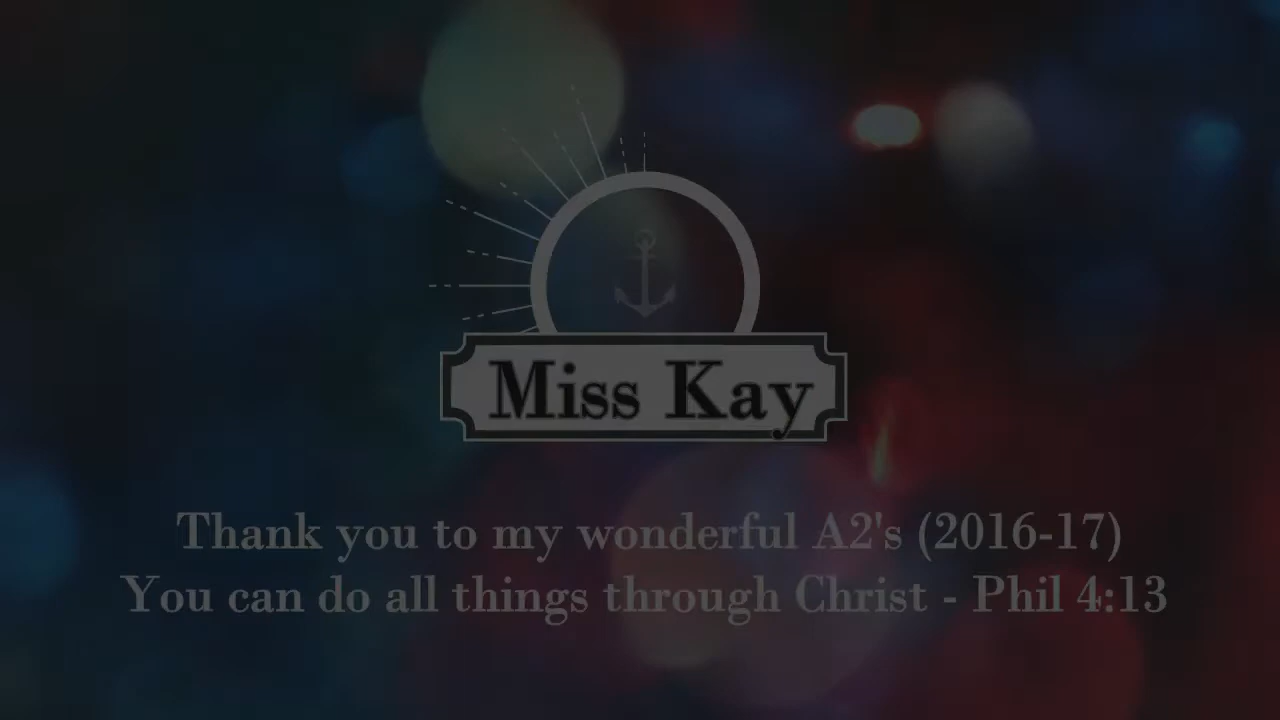 Miss Kay
Thank you to my wonderful A2's (2016-17)
You can do all things through Christ - Phil 4:13